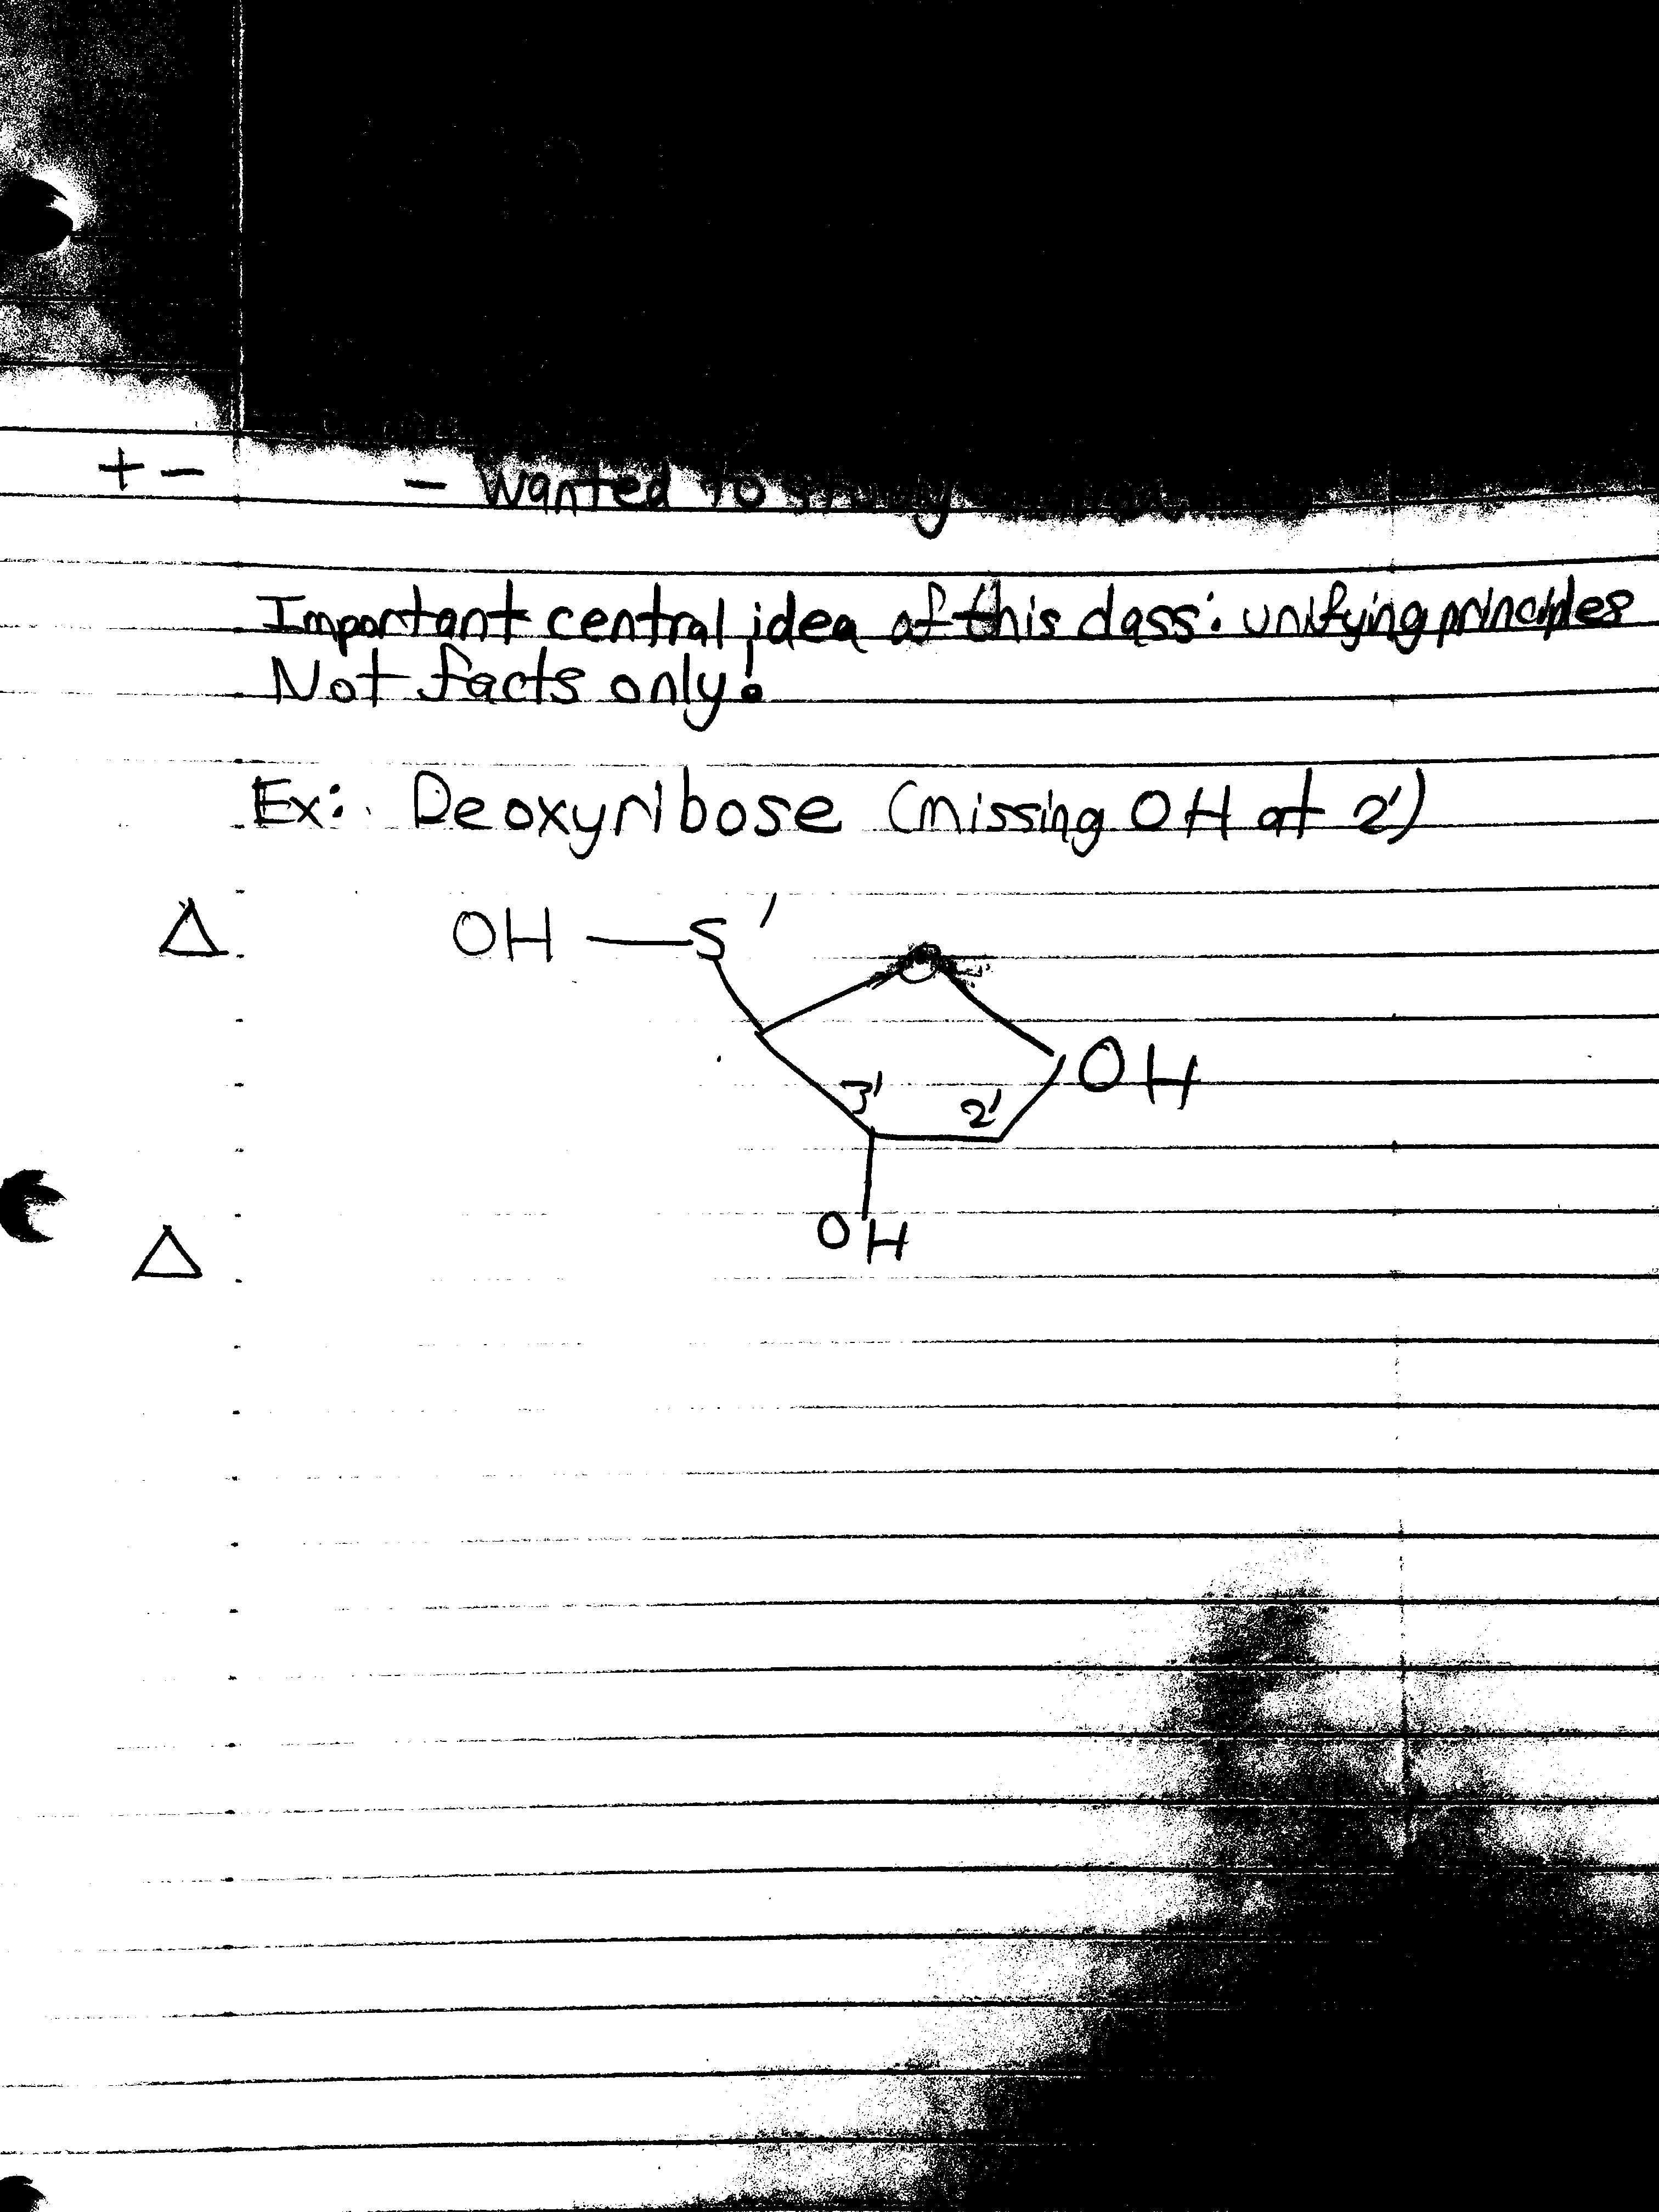 + -
- Wanted to study
Important central idea of this class: unifying principles
Not facts only!
Ex: Deoxyribose (missing OH at 2')
Δ
OH — 5'
O
OH
3' 2'
OH
Δ